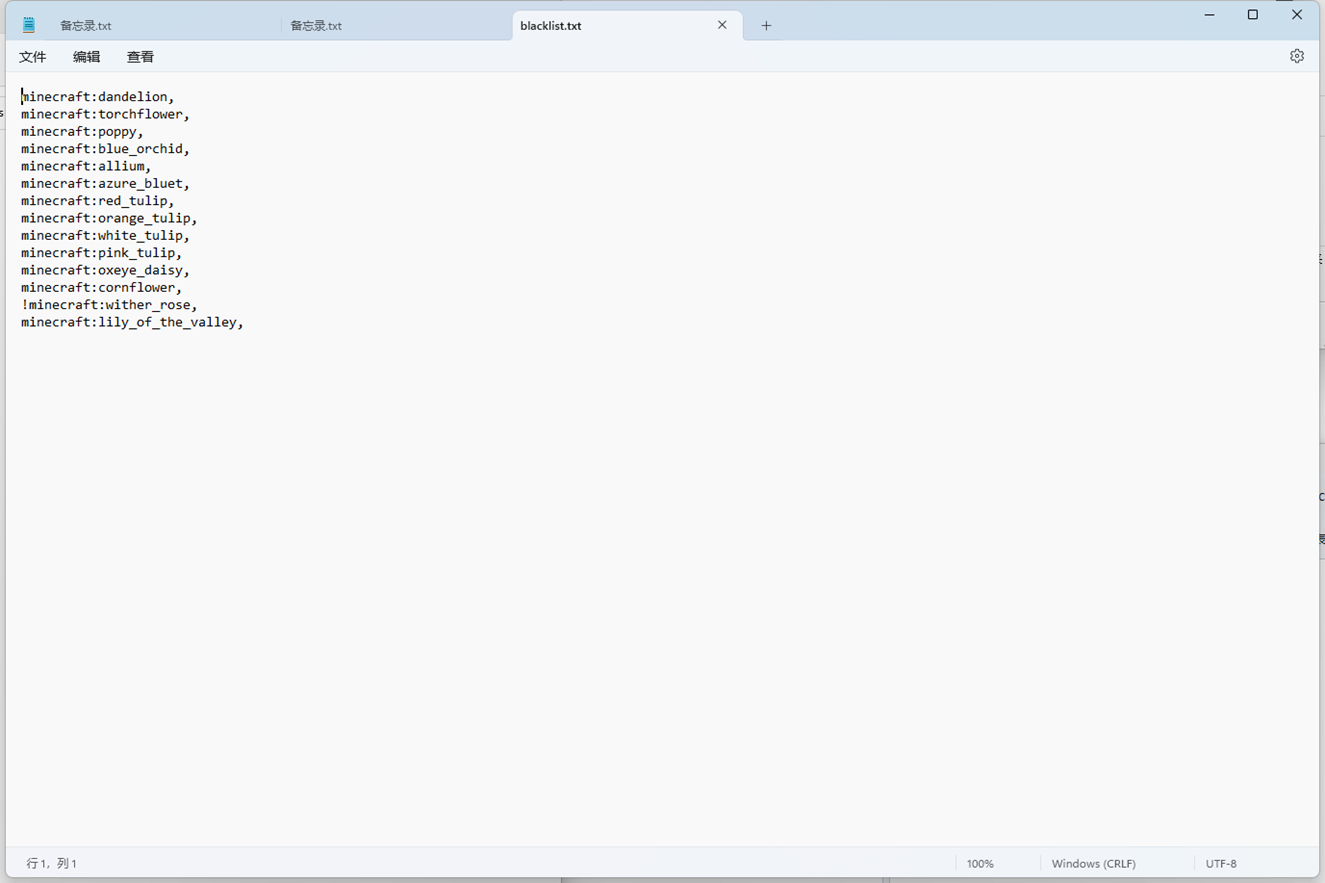 备忘录.txt
备忘录.txt
blacklist.txt
文件
编辑
查看
minecraft:dandelion,
minecraft:torchflower,
minecraft:poppy,
minecraft:blue_orchid,
minecraft:allium,
minecraft:azure_bluet,
minecraft:red_tulip,
minecraft:orange_tulip,
minecraft:white_tulip,
minecraft:pink_tulip,
minecraft:oxeye_daisy,
minecraft:cornflower,
!minecraft:wither_rose,
minecraft:lily_of_the_valley,
行 1，列 1
100%
Windows (CRLF)
UTF-8